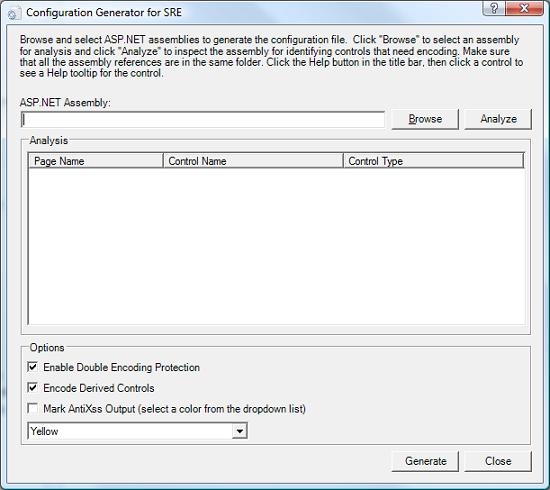 Configuration Generator for SRE
Browse and select ASP.NET assemblies to generate the configuration file.  Click "Browse" to select an assembly
for analysis and click "Analyze" to inspect the assembly for identifying controls that need encoding. Make sure
that all the assembly references are in the same folder. Click the Help button in the title bar, then click a control to
see a Help tooltip for the control.
ASP.NET Assembly:
Browse Analyze
Analysis
Page Name Control Name Control Type
Options
Enable Double Encoding Protection
Encode Derived Controls
Mark AntiXss Output (select a color from the dropdown list)
Yellow
Generate Close